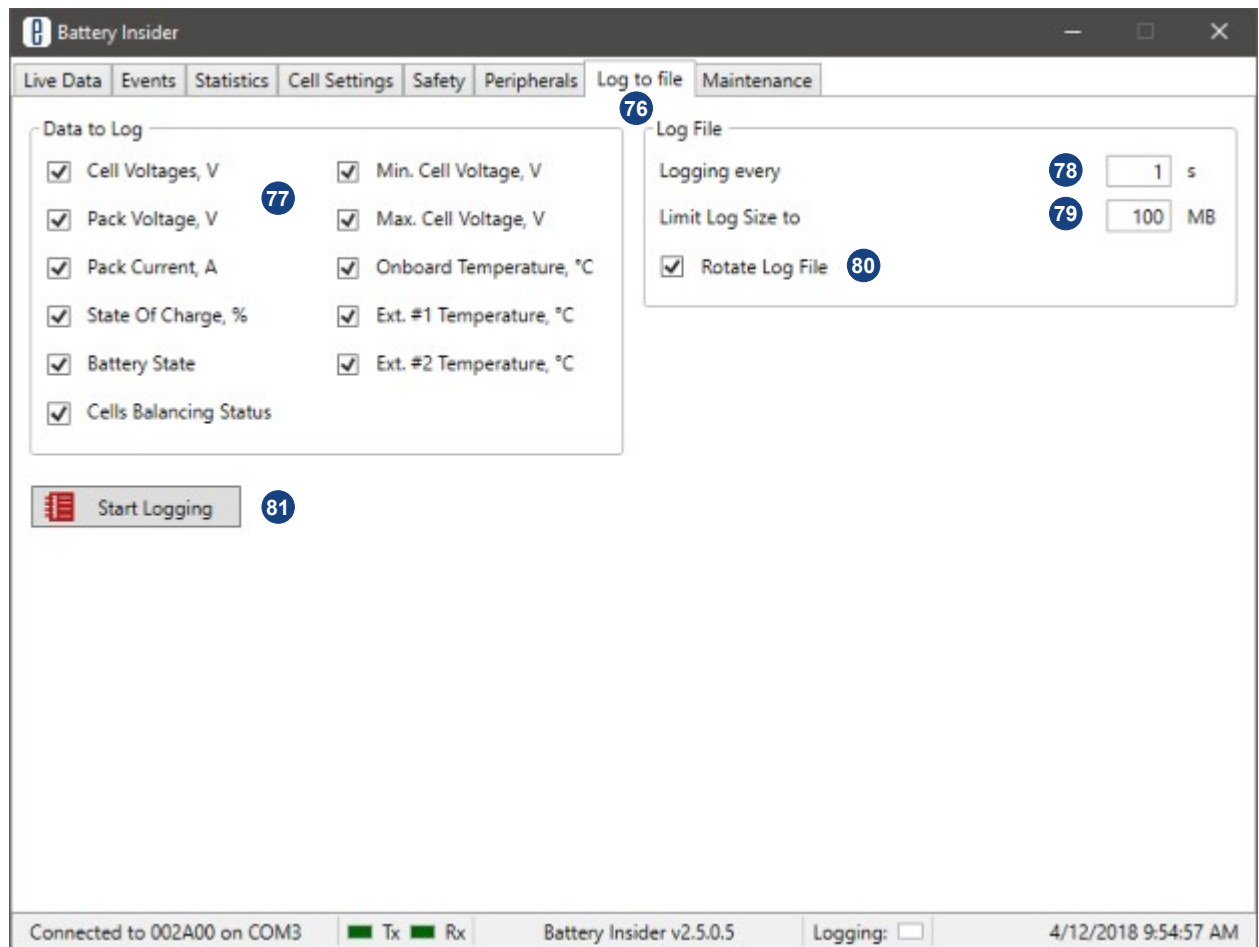 Battery Insider
Live Data Events Statistics Cell Settings Safety Peripherals Log to file Maintenance
76
Data to Log
Cell Voltages, V
Min. Cell Voltage, V
77
Pack Voltage, V
Max. Cell Voltage, V
Pack Current, A
Onboard Temperature, °C
State Of Charge, %
Ext. #1 Temperature, °C
Battery State
Ext. #2 Temperature, °C
Cells Balancing Status
Log File
Logging every 78 1 s
Limit Log Size to 79 100 MB
Rotate Log File 80
Start Logging 81
Connected to 002A00 on COM3 Tx Rx Battery Insider v2.5.0.5 Logging: 4/12/2018 9:54:57 AM